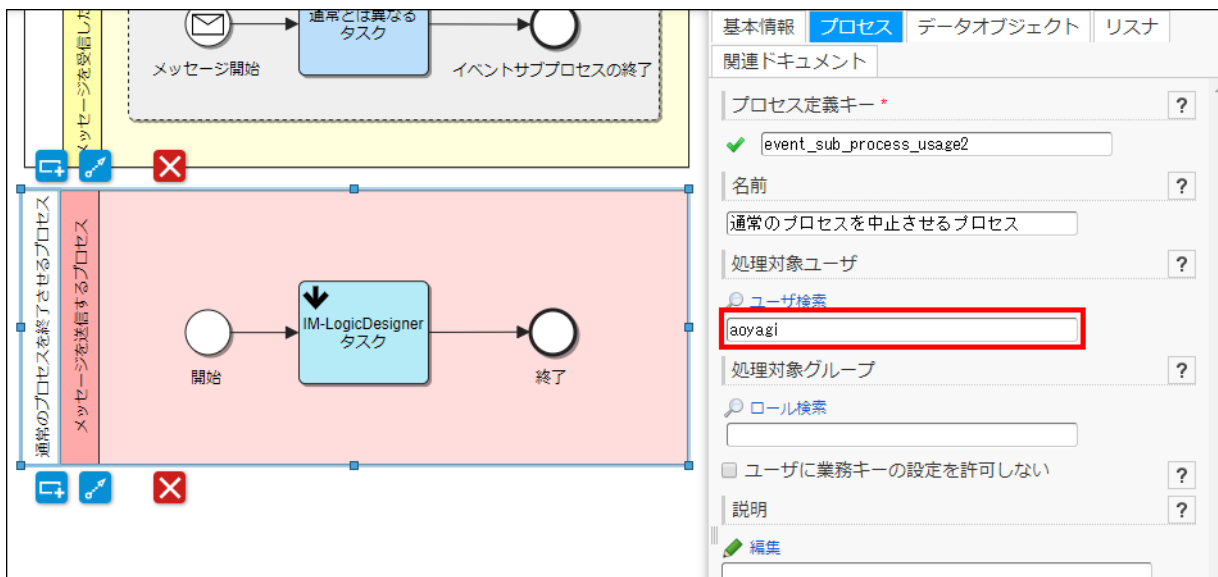 メッセージを受信した
通常とは異なる
タスク
メッセージ開始
イベントサブプロセスの終了
通常のプロセスを終了させるプロセス
メッセージを送信するプロセス
開始
IM-LogicDesigner
タスク
終了
基本情報 プロセス データオブジェクト リスナ
関連ドキュメント
プロセス定義キー * ?
event_sub_process_usage2
名前 ?
通常のプロセスを中止させるプロセス
処理対象ユーザ ?
ユーザ検索
aoyagi
処理対象グループ ?
ロール検索
ユーザに業務キーの設定を許可しない ?
説明 ?
編集